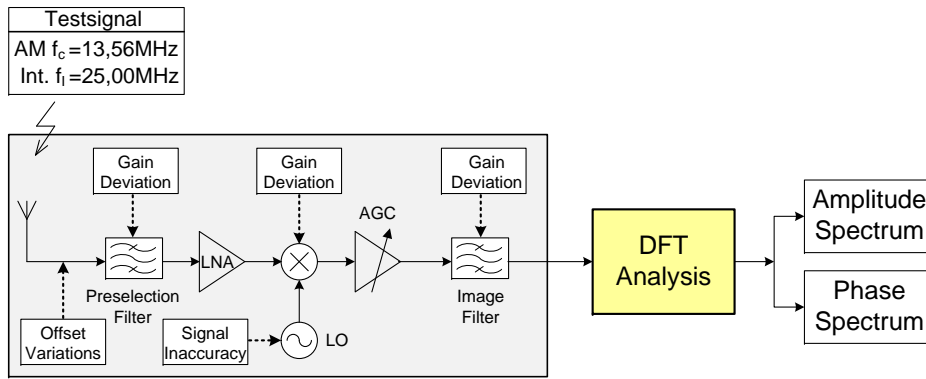 Testsignal
AM fc=13,56MHz
Int. fI=25,00MHz
Gain
Deviation
Gain
Deviation
Gain
Deviation
AGC
LNA
Preselection
Filter
Image
Filter
Offset
Variations
Signal
Inaccuracy
LO
DFT
Analysis
Amplitude
Spectrum
Phase
Spectrum